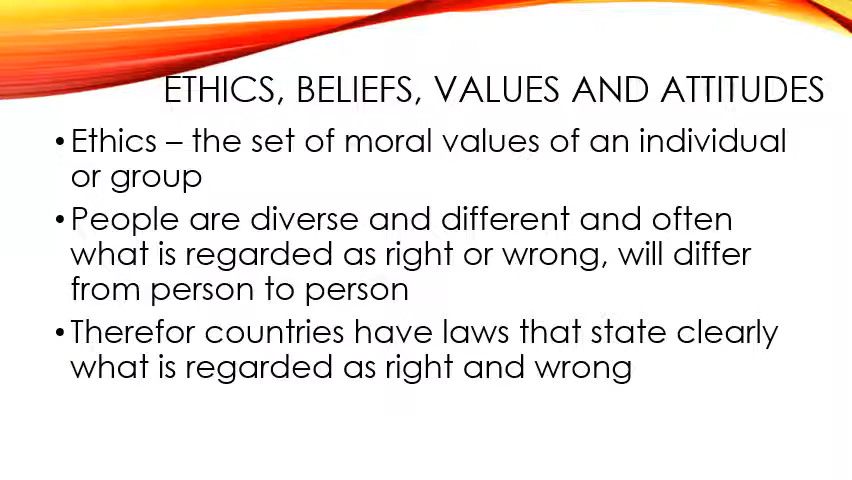 ETHICS, BELIEFS, VALUES AND ATTITUDES
• Ethics – the set of moral values of an individual
or group
• People are diverse and different and often
what is regarded as right or wrong, will differ
from person to person
• Therefor countries have laws that state clearly
what is regarded as right and wrong